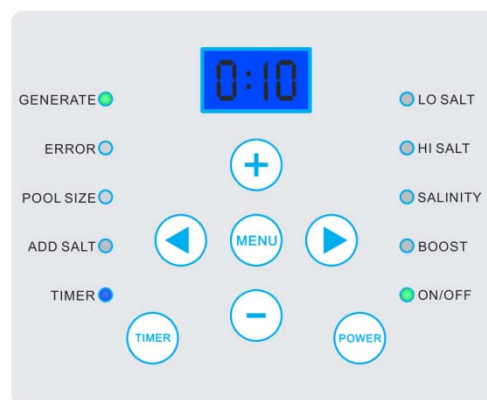 0:10
GENERATE
LO SALT
ERROR
HI SALT
POOL SIZE
SALINITY
ADD SALT
MENU
BOOST
TIMER
ON/OFF
TIMER
POWER